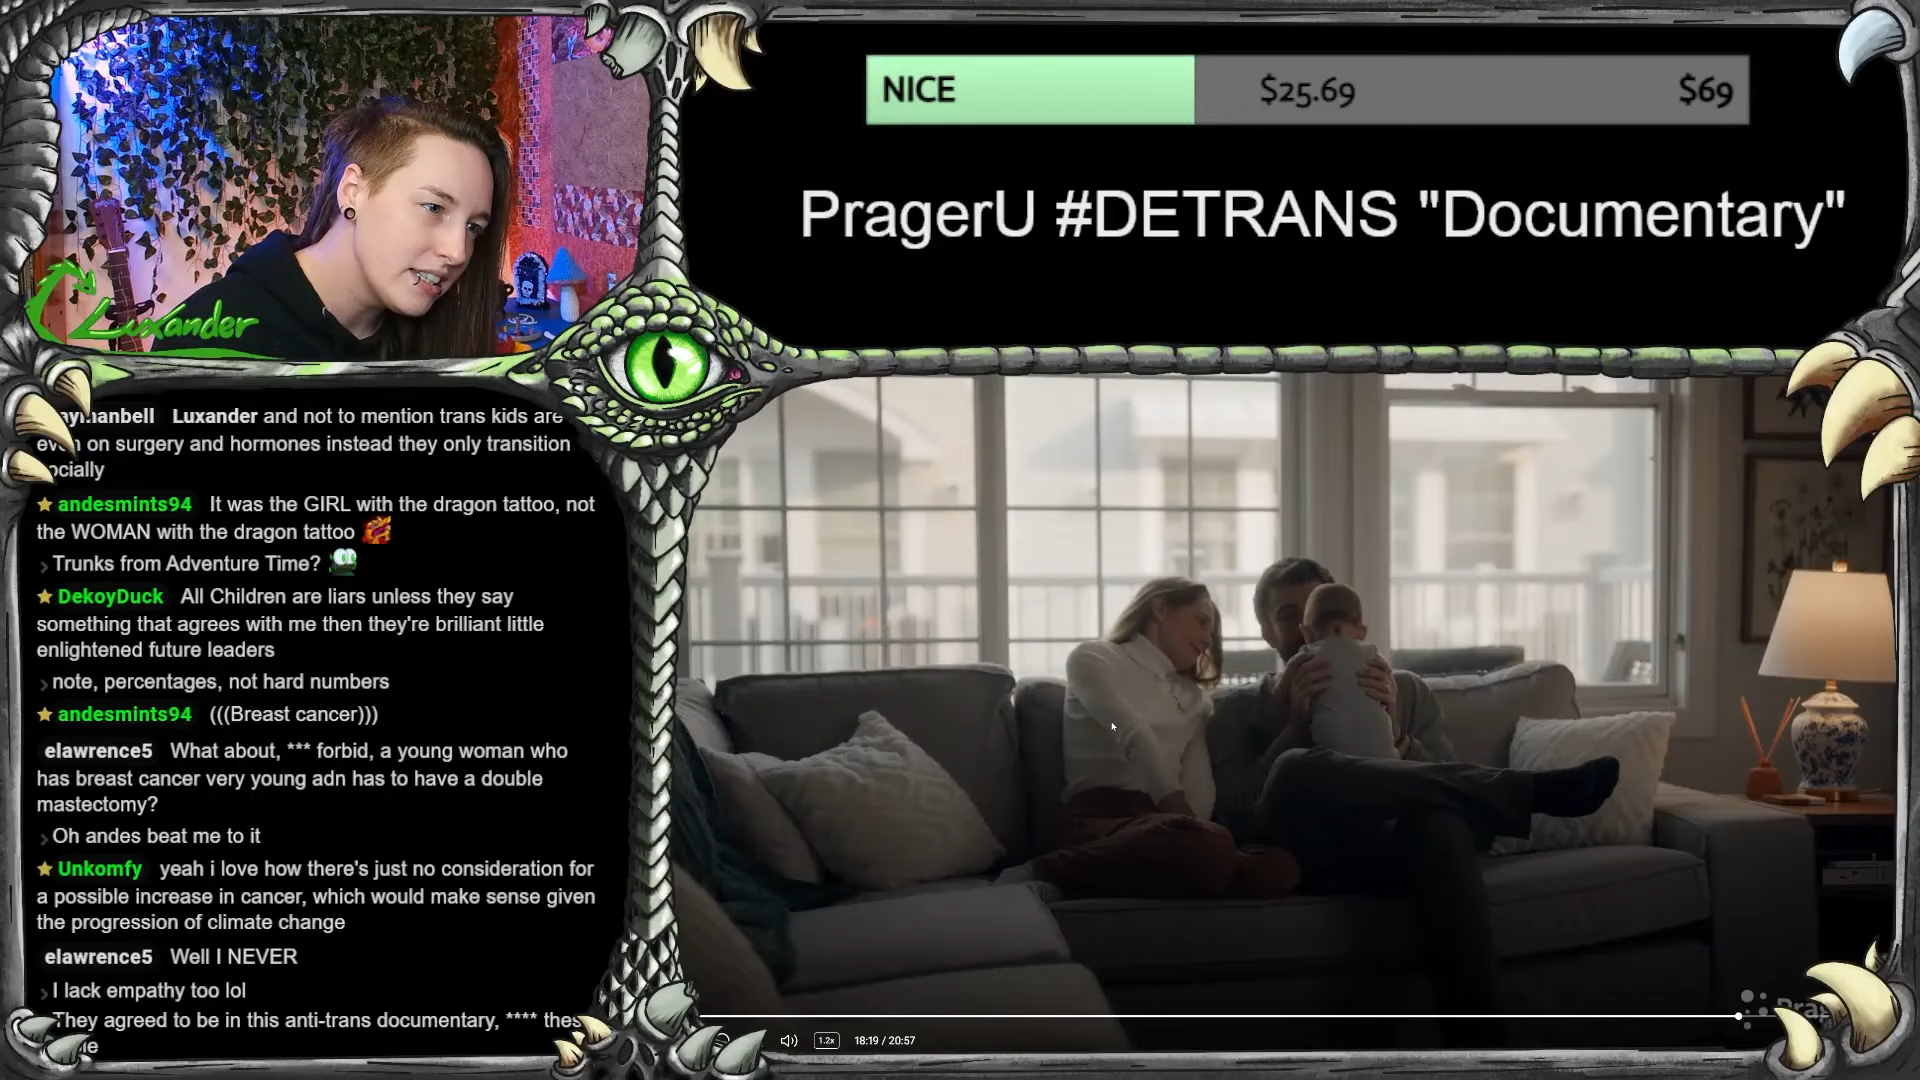 NICE $25.69 $69
PragerU #DETRANS "Documentary"
Luxander
Luxander and not to mention trans kids are
on surgery and hormones instead they only transition
andesmints94 It was the GIRL with the dragon tattoo, not
the WOMAN with the dragon tattoo
Trunks from Adventure Time?
DekoyDuck All Children are liars unless they say
something that agrees with me then they're brilliant little
enlightened future leaders
note, percentages, not hard numbers
andesmints94 (((Breast cancer)))
elawrence5 What about, *** forbid, a young woman who
has breast cancer very young adn has to have a double
mastectomy?
Oh andes beat me to it
Unkomfy yeah i love how there's just no consideration for
a possible increase in cancer, which would make sense given
the progression of climate change
elawrence5 Well I NEVER
I lack empathy too lol
They agreed to be in this anti-trans documentary, ****
1.2x 18:19 / 20:57